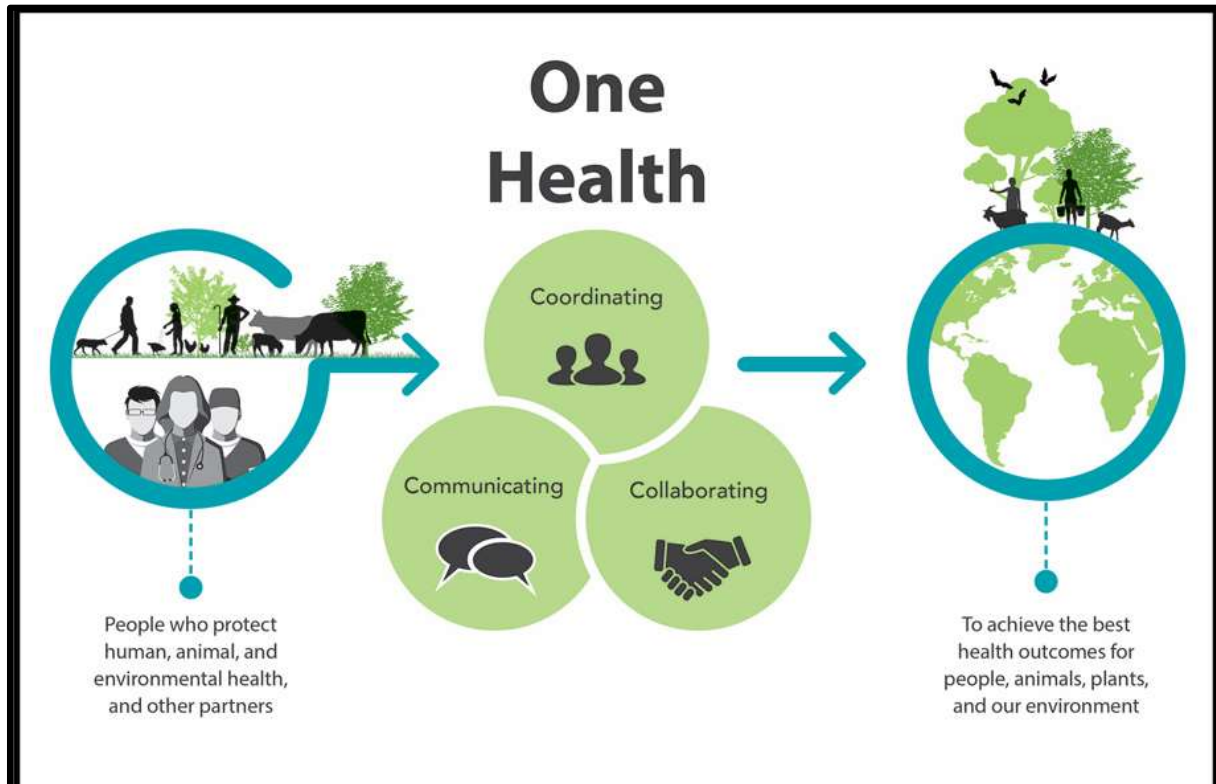 One
Health
Coordinating
Communicating
Collaborating
People who protect
human, animal, and
environmental health,
and other partners
To achieve the best
health outcomes for
people, animals, plants,
and our environment